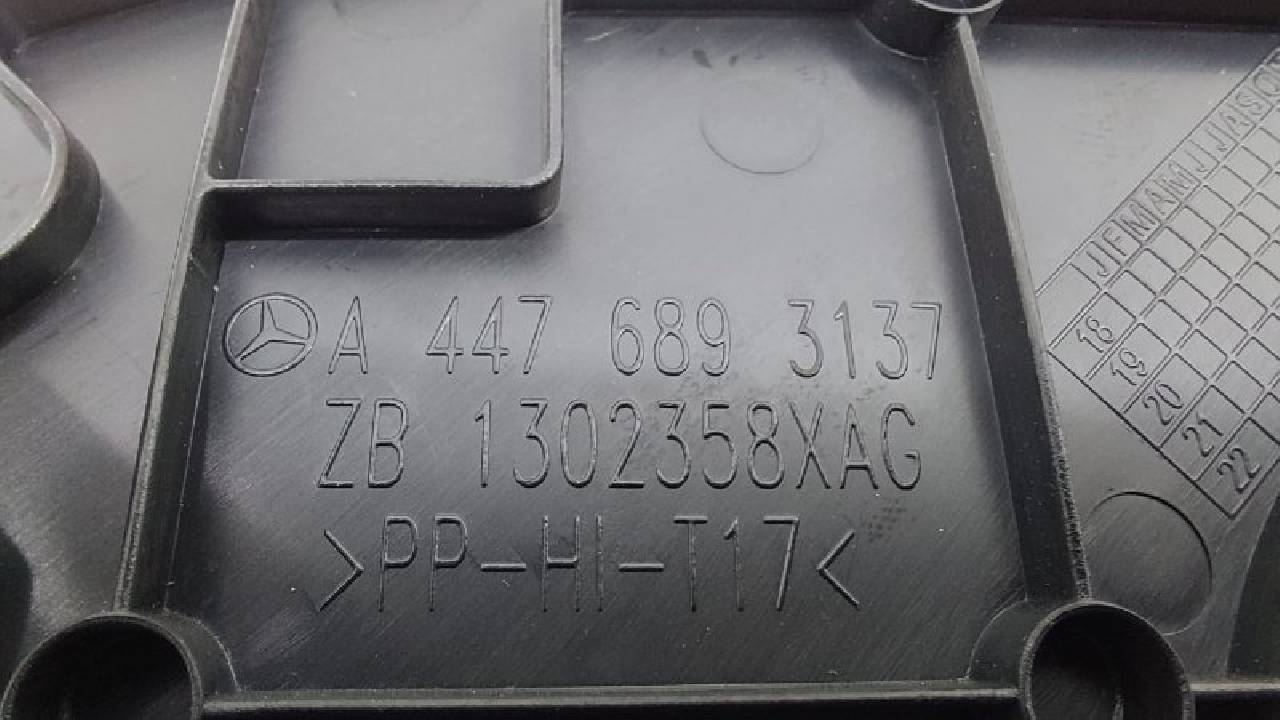 A 447 689 3137
ZB 1302358XAG
>PP-HI-T17<
JFMAMJJASO
18
19
20
21
22